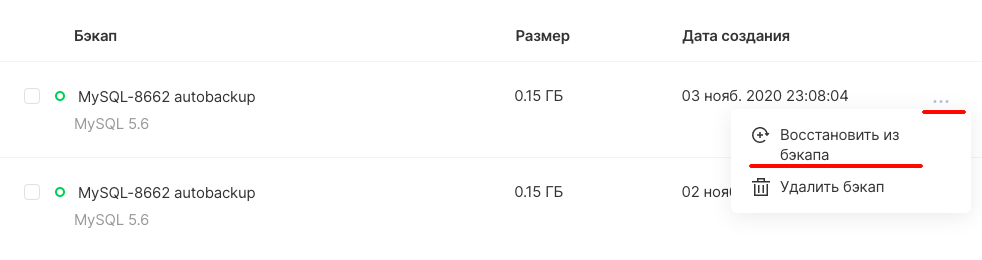 Бэкап Размер Дата создания
MySQL-8662 autobackup 0.15 ГБ 03 нояб. 2020 23:08:04 ...
MySQL 5.6
Восстановить из
бэкапа
Удалить бэкап
MySQL-8662 autobackup 0.15 ГБ 02
MySQL 5.6